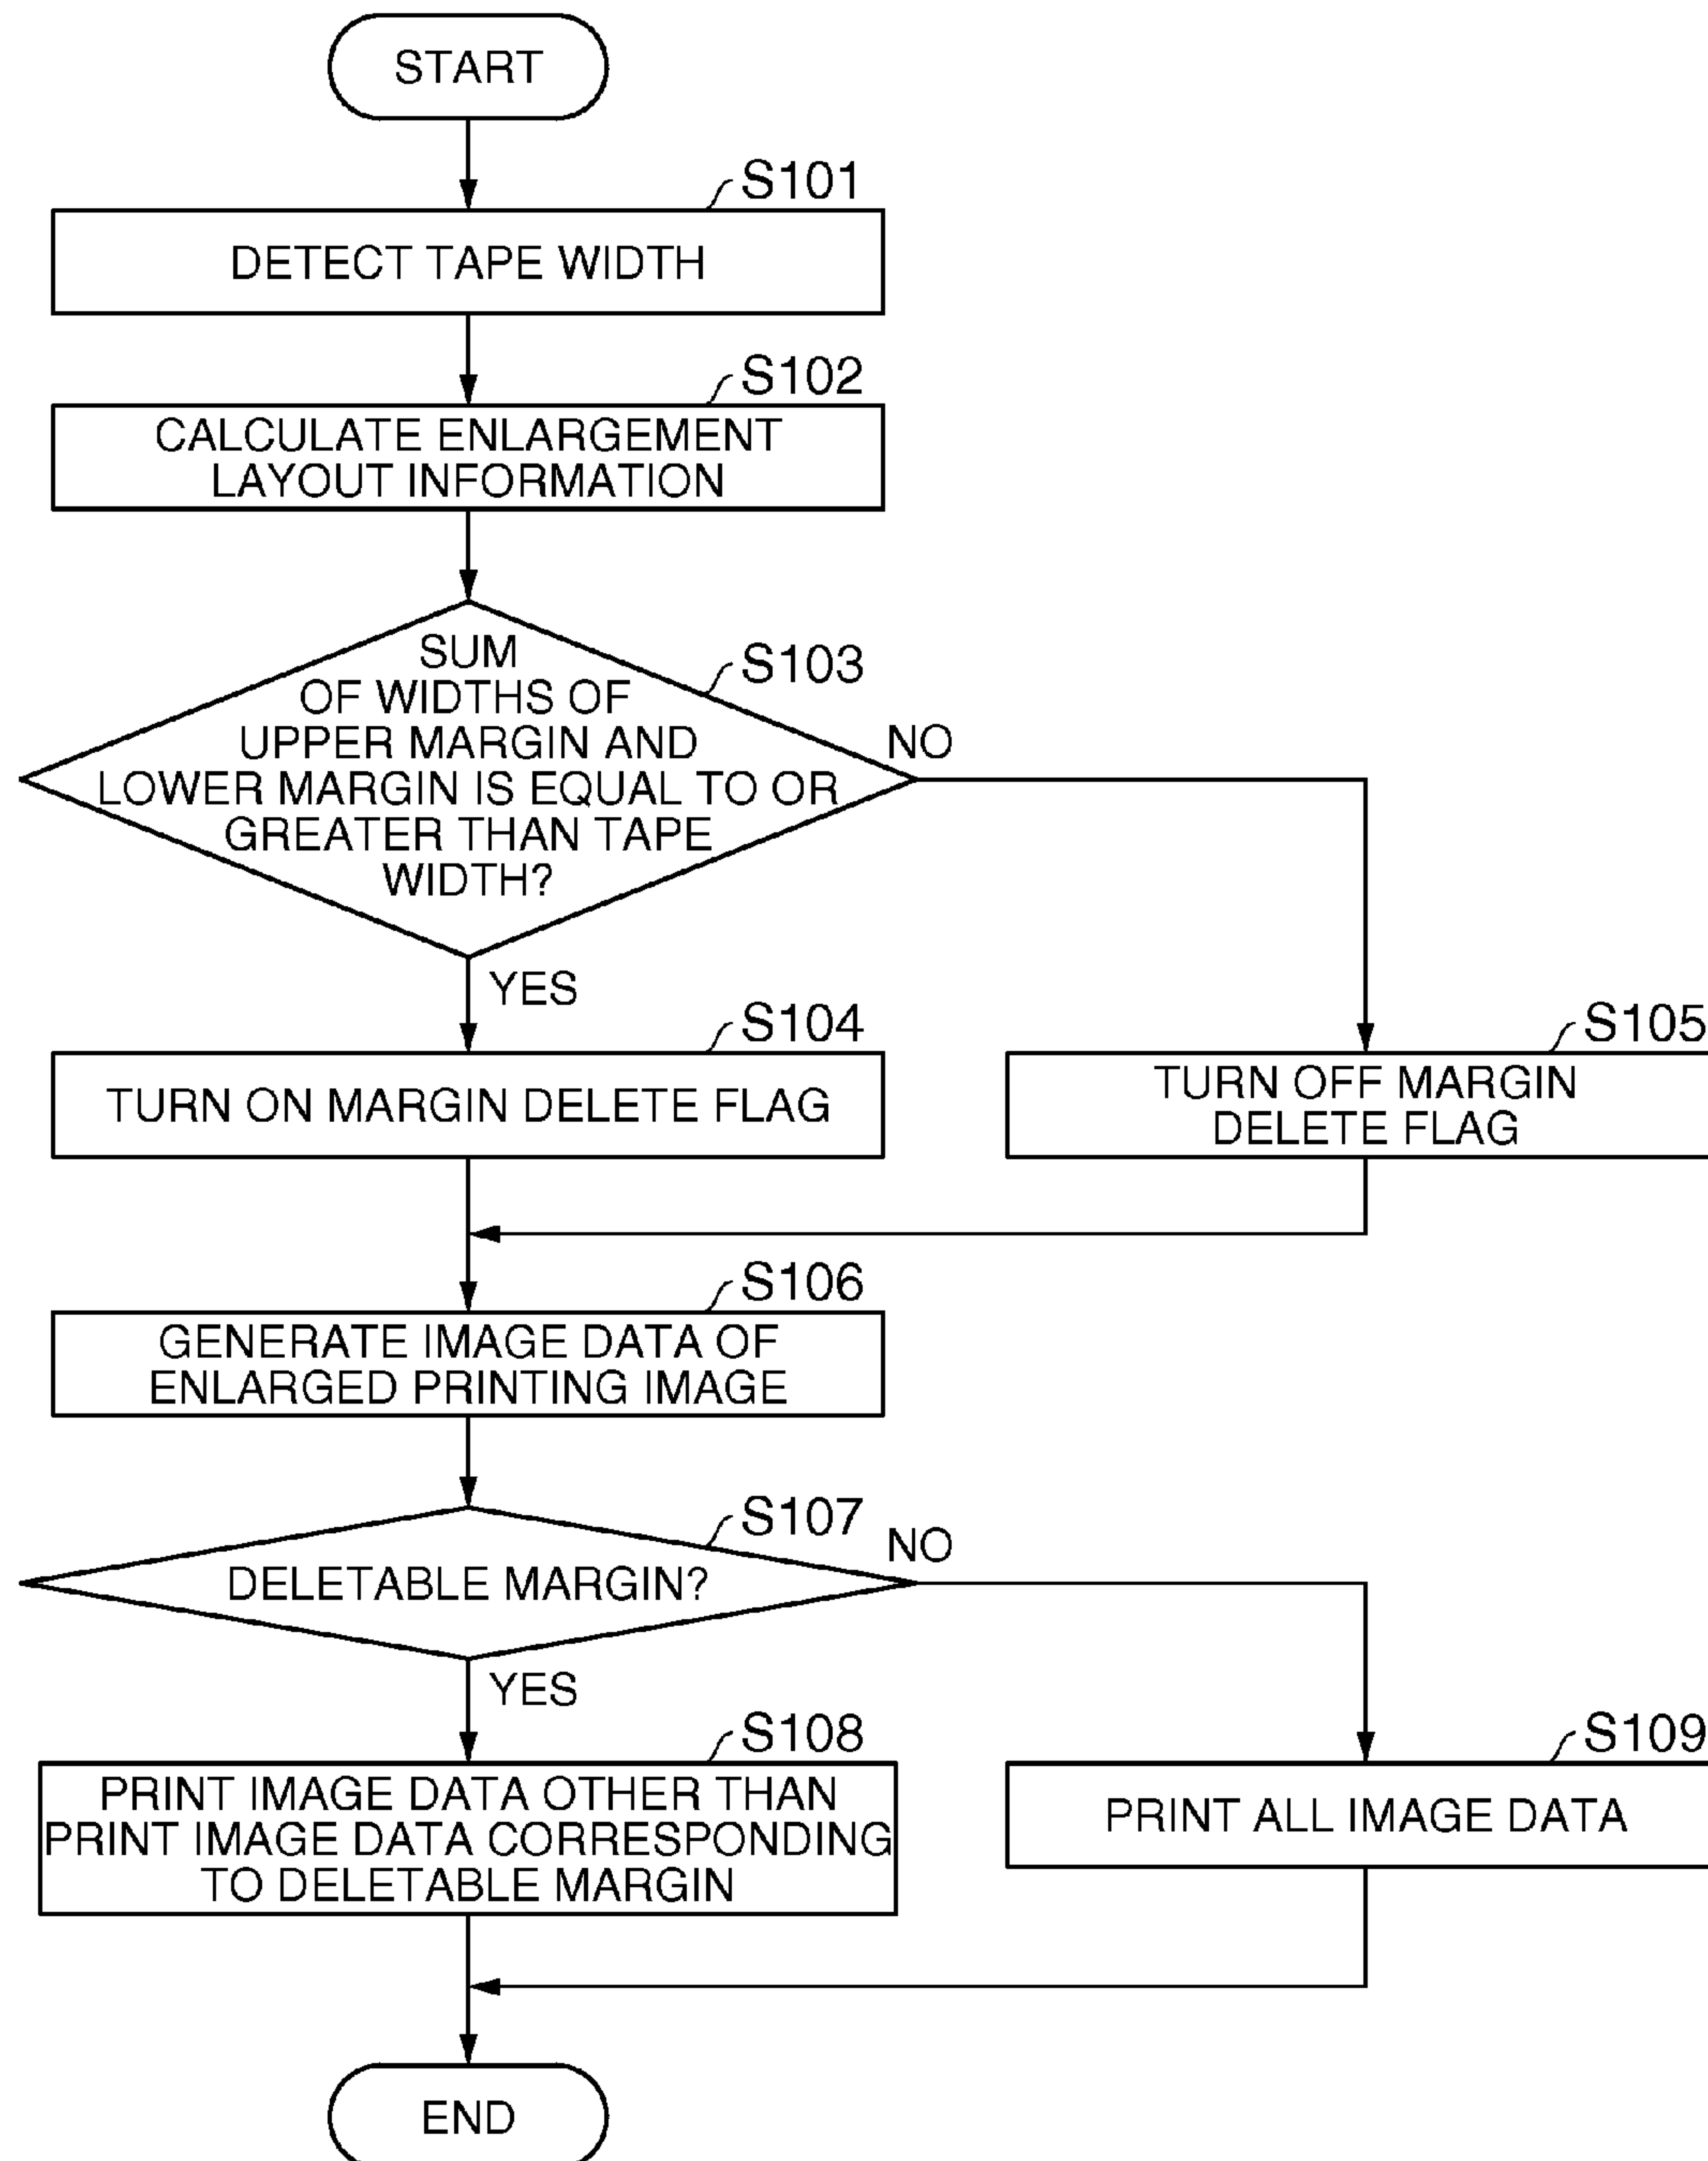 START
S101
DETECT TAPE WIDTH
S102
CALCULATE ENLARGEMENT
LAYOUT INFORMATION
S103
SUM
OF WIDTHS OF
UPPER MARGIN AND
LOWER MARGIN IS EQUAL TO OR
GREATER THAN TAPE
WIDTH?
NO
YES
S104
TURN ON MARGIN DELETE FLAG
S105
TURN OFF MARGIN
DELETE FLAG
S106
GENERATE IMAGE DATA OF
ENLARGED PRINTING IMAGE
S107
DELETABLE MARGIN?
NO
YES
S108
PRINT IMAGE DATA OTHER THAN
PRINT IMAGE DATA CORRESPONDING
TO DELETABLE MARGIN
S109
PRINT ALL IMAGE DATA
END